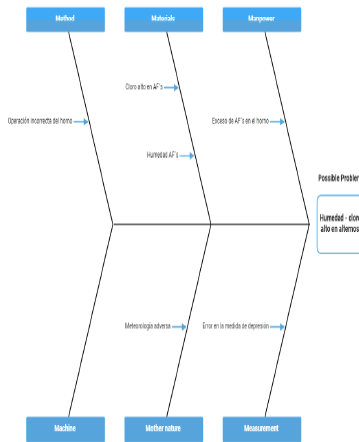 Method
Materials
Manpower
Cloro alto en AF's
Operación incorrecta del horno
Exceso de AF's en el horno
Humedad AF's
Possible Problem
Humedad - cloro
alto en alternos
Meteorología adversa
Error en la medida de depresión
Machine
Mother nature
Measurement